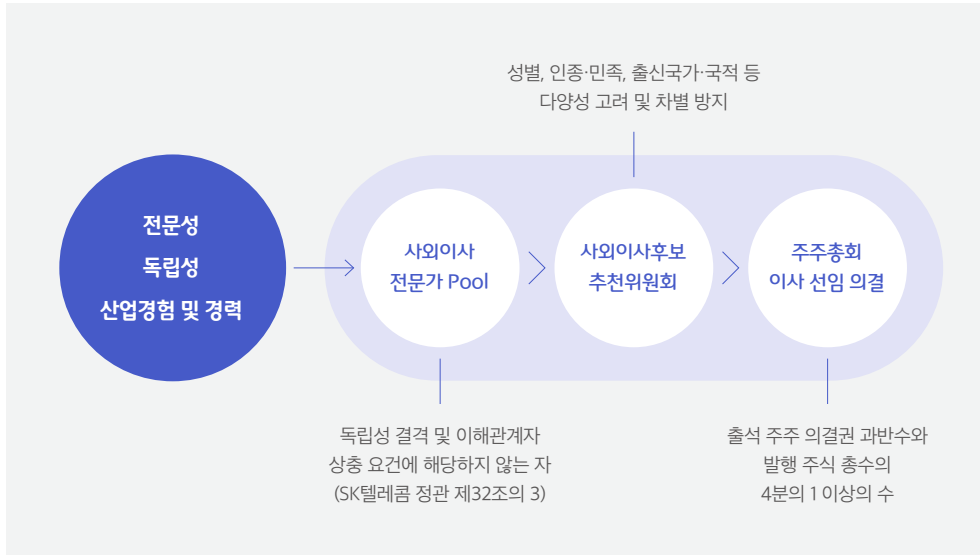 성별, 인종·민족, 출신국가·국적 등
다양성 고려 및 차별 방지
전문성
독립성
산업경험 및 경력
사외이사
전문가 Pool
사외이사후보
추천위원회
주주총회
이사 선임 의결
독립성 결격 및 이해관계자
상충 요건에 해당하지 않는 자
(SK텔레콤 정관 제32조의 3)
출석 주주 의결권 과반수와
발행 주식 총수의
4분의 1 이상의 수